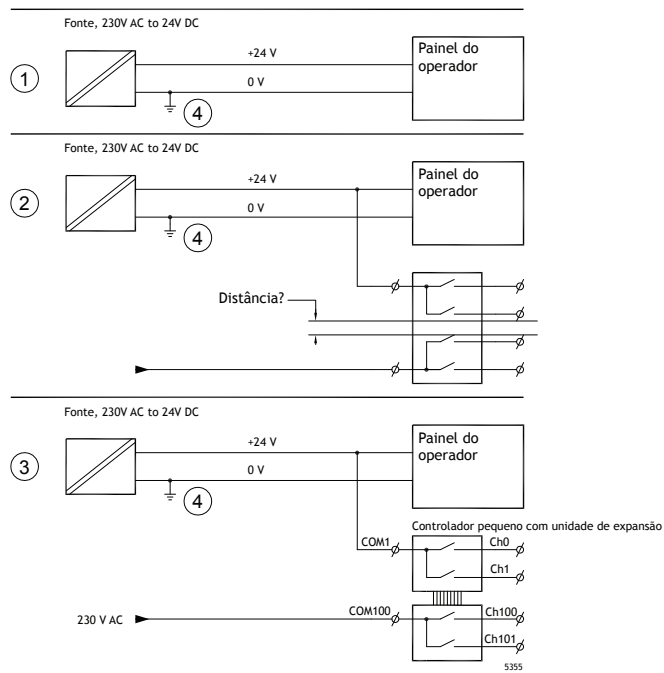 Fonte, 230V AC to 24V DC
1
+24 V
0 V
4
Painel do
operador
Fonte, 230V AC to 24V DC
2
+24 V
0 V
4
Painel do
operador
Distância?
Fonte, 230V AC to 24V DC
3
+24 V
0 V
4
Painel do
operador
Controlador pequeno com unidade de expansão
COM1
Ch0
Ch1
230 V AC
COM100
Ch100
Ch101
5355